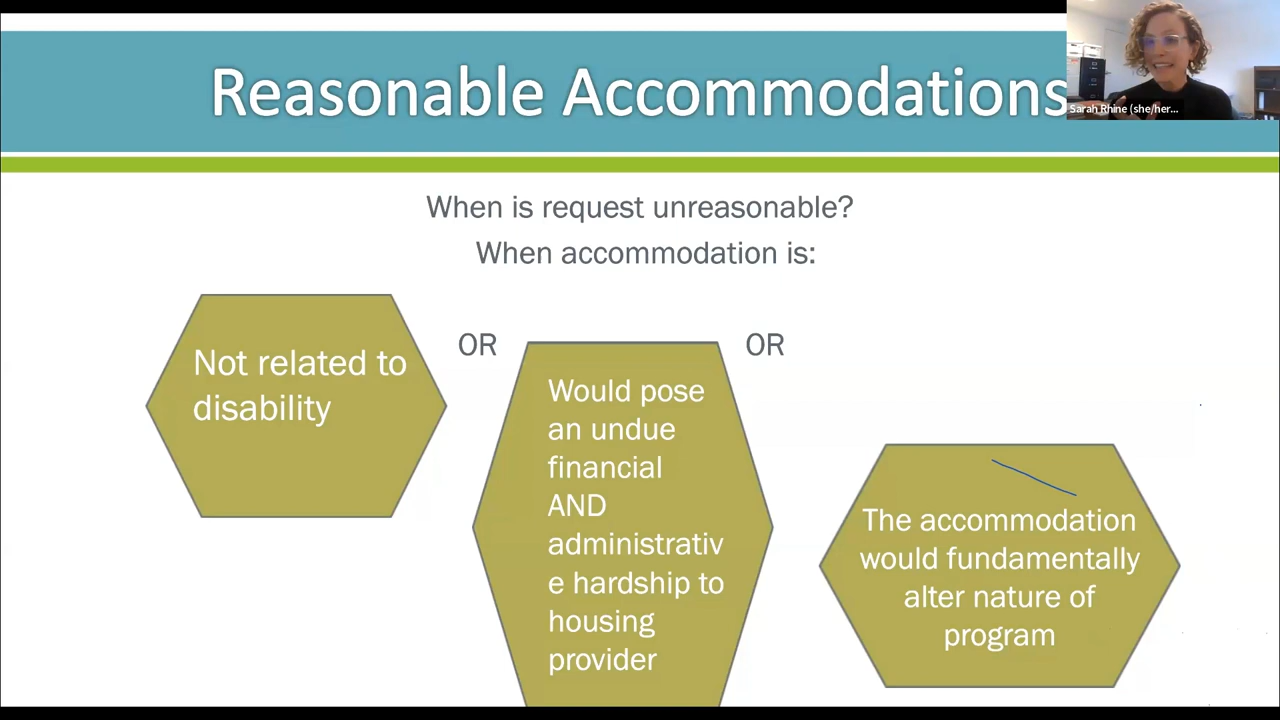 Reasonable Accommodations
Sarah Rhine (she/her...
When is request unreasonable?
When accommodation is:
Not related to
disability
OR
Would pose
an undue
financial
AND
administrativ
e hardship to
housing
provider
OR
The accommodation
would fundamentally
alter nature of
program